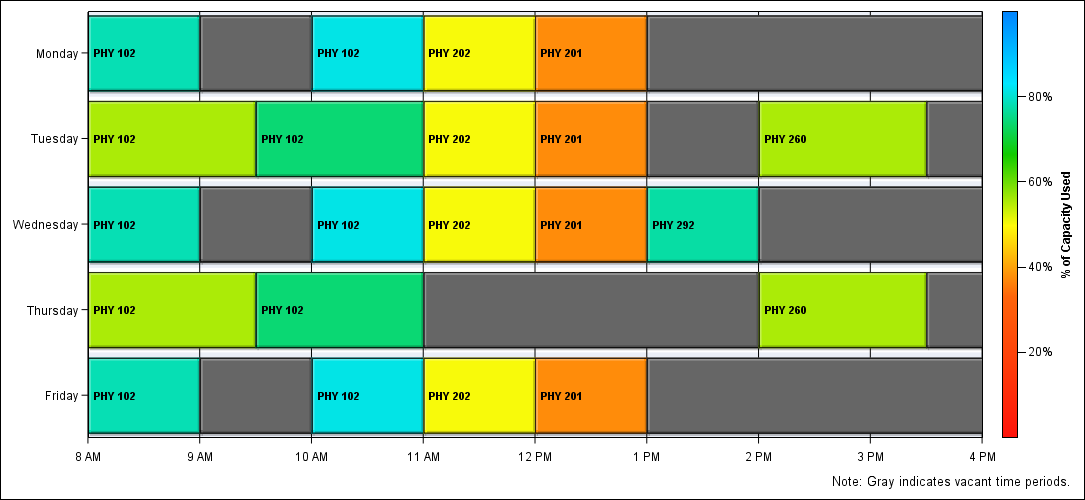 Monday PHY 102 PHY 102 PHY 202 PHY 201
80%
Tuesday PHY 102 PHY 102 PHY 202 PHY 201 PHY 260
60%
Wednesday PHY 102 PHY 102 PHY 202 PHY 201 PHY 292
% of Capacity Used
40%
Thursday PHY 102 PHY 102 PHY 260
20%
Friday PHY 102 PHY 102 PHY 202 PHY 201
8 AM 9 AM 10 AM 11 AM 12 PM 1 PM 2 PM 3 PM 4 PM
Note: Gray indicates vacant time periods.